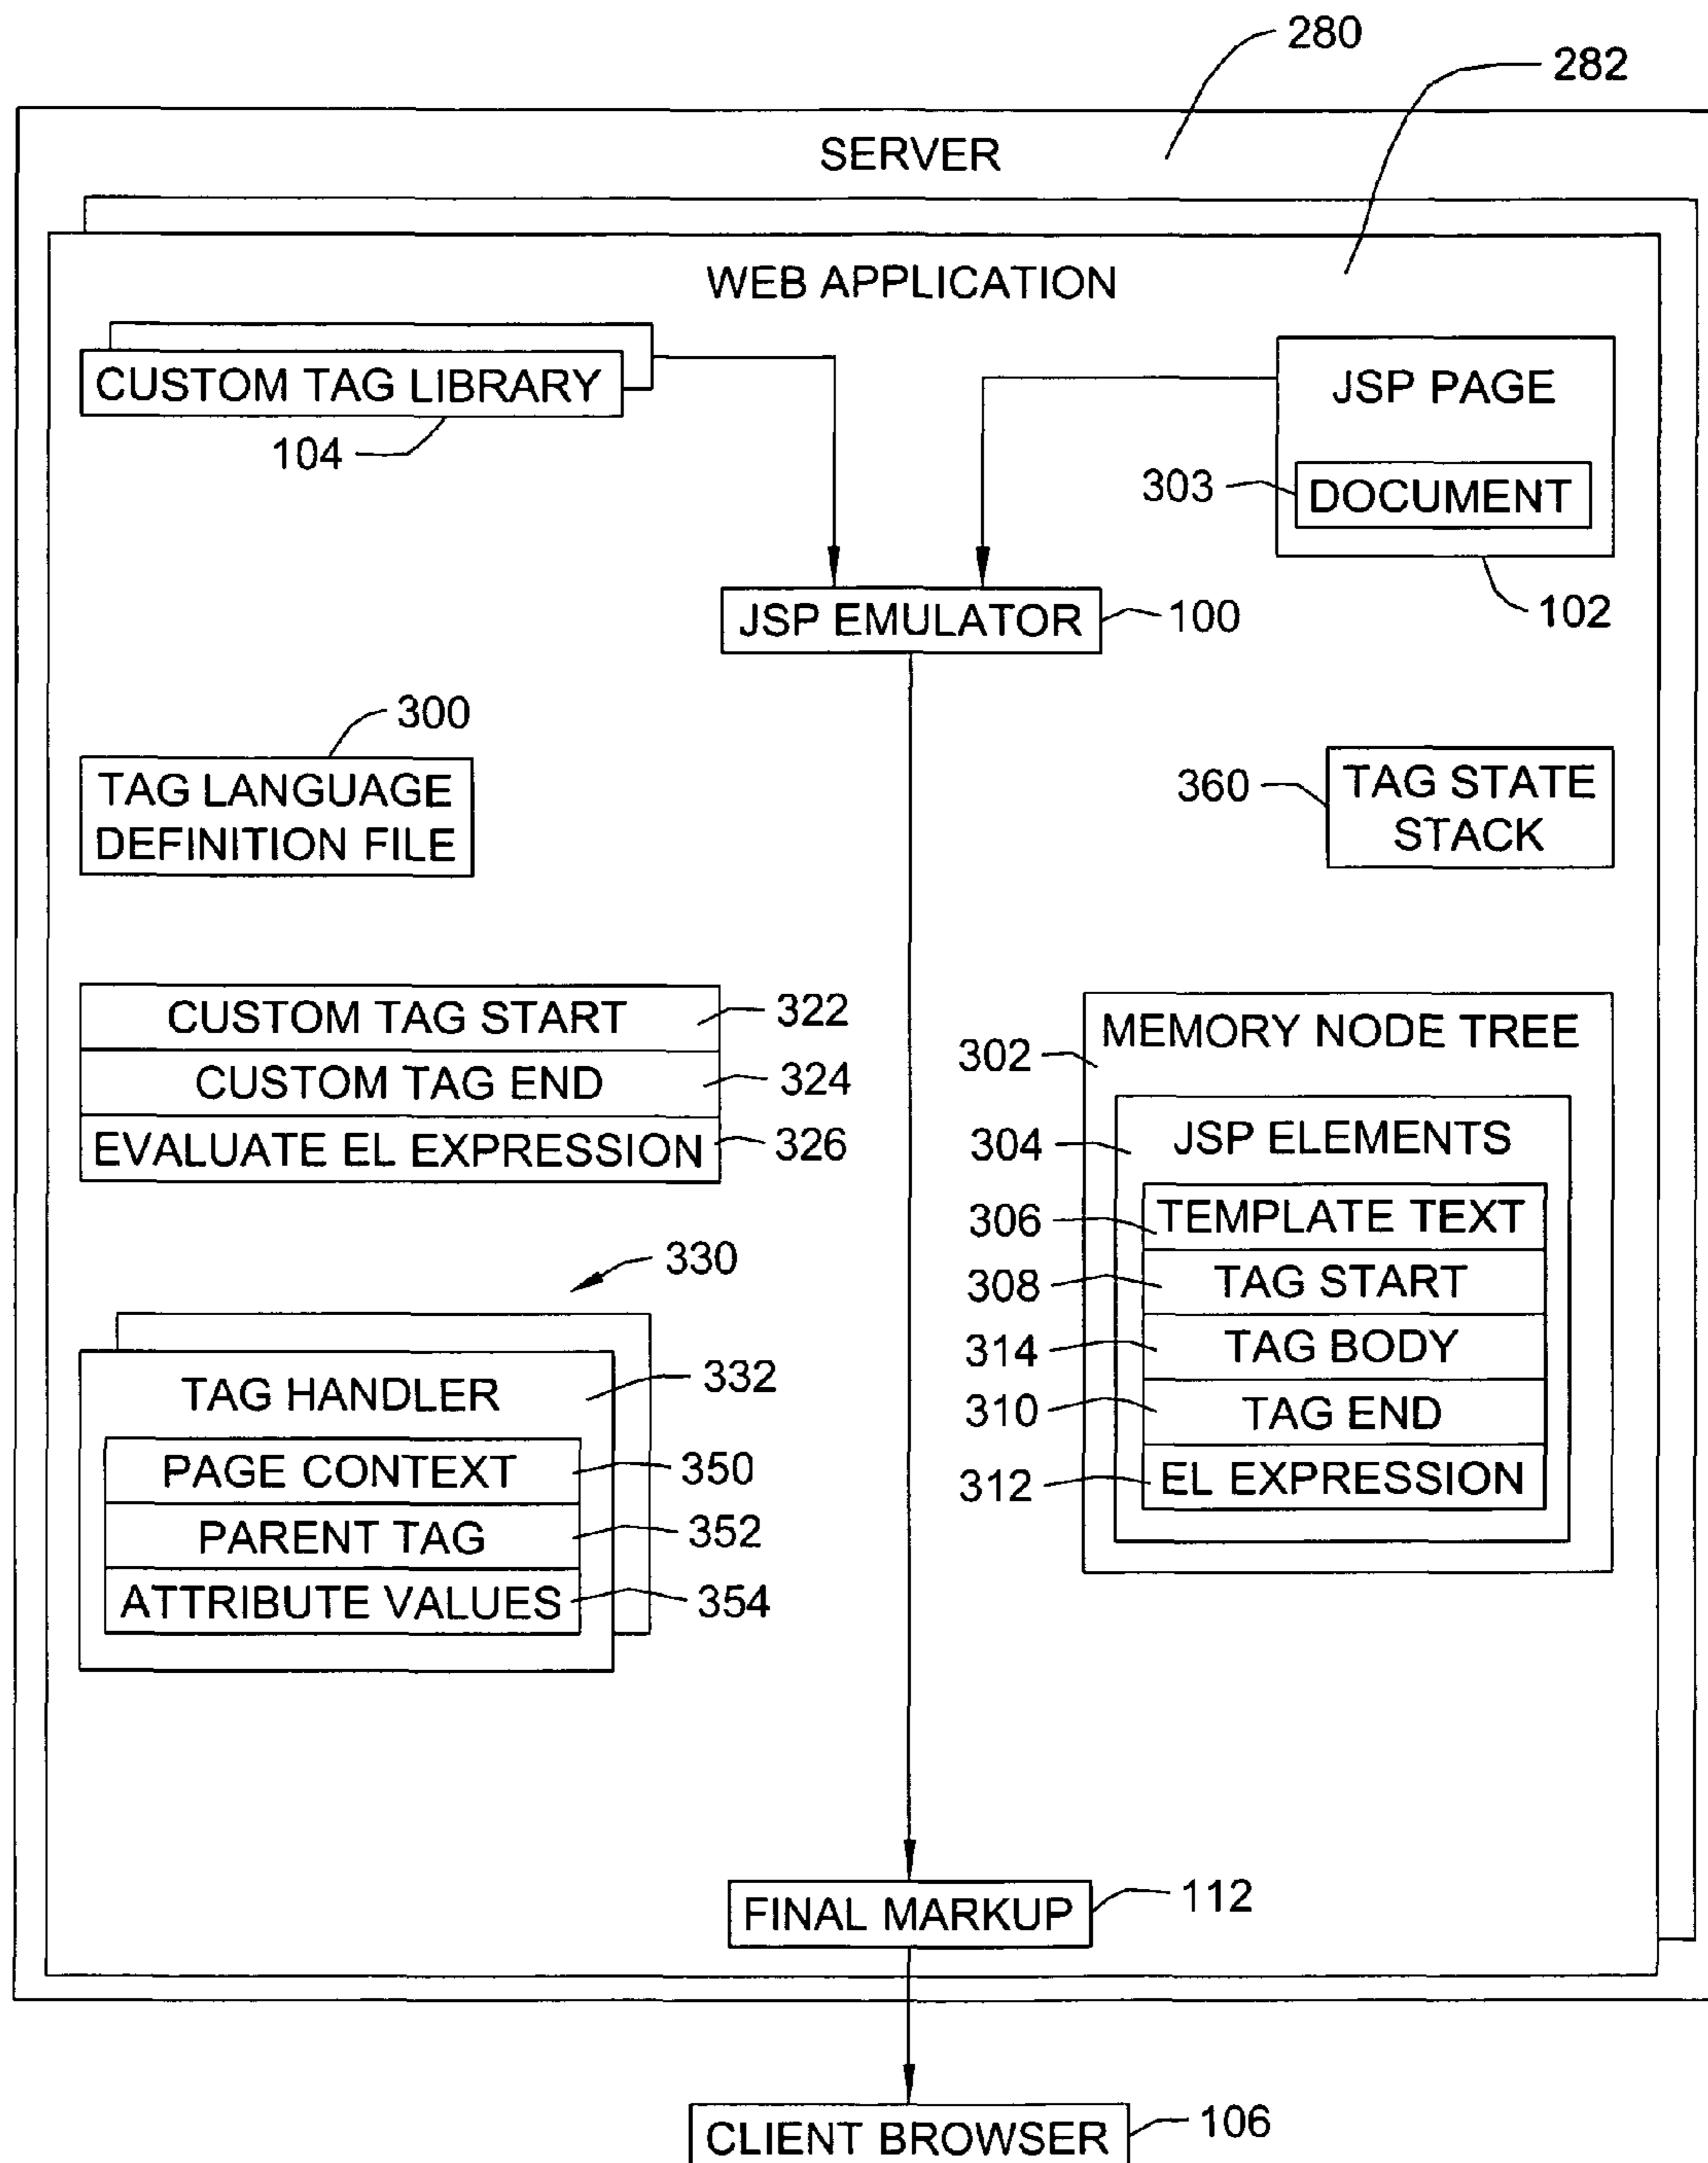 280
282
SERVER
WEB APPLICATION
CUSTOM TAG LIBRARY
104
JSP PAGE
303
DOCUMENT
102
JSP EMULATOR
100
300
TAG LANGUAGE
DEFINITION FILE
360
TAG STATE
STACK
CUSTOM TAG START
322
CUSTOM TAG END
324
EVALUATE EL EXPRESSION
326
MEMORY NODE TREE
302
304
JSP ELEMENTS
306
TEMPLATE TEXT
308
TAG START
314
TAG BODY
310
TAG END
312
EL EXPRESSION
330
TAG HANDLER
332
PAGE CONTEXT
350
PARENT TAG
352
ATTRIBUTE VALUES
354
FINAL MARKUP
112
CLIENT BROWSER
106